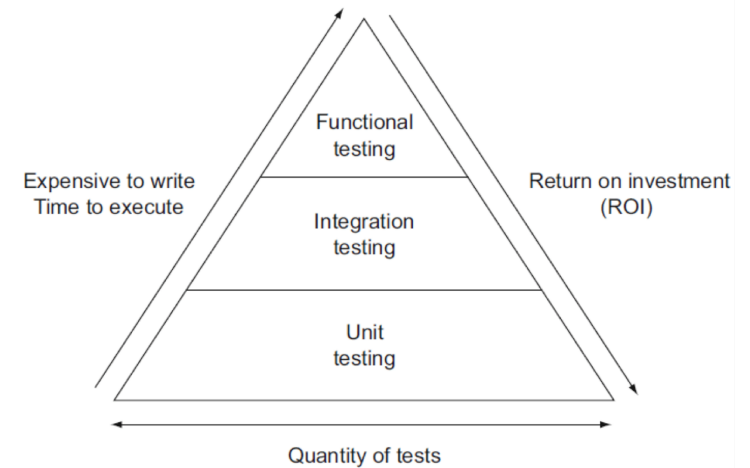 Functional
testing
Expensive to write
Time to execute
Return on investment
(ROI)
Integration
testing
Unit
testing
Quantity of tests